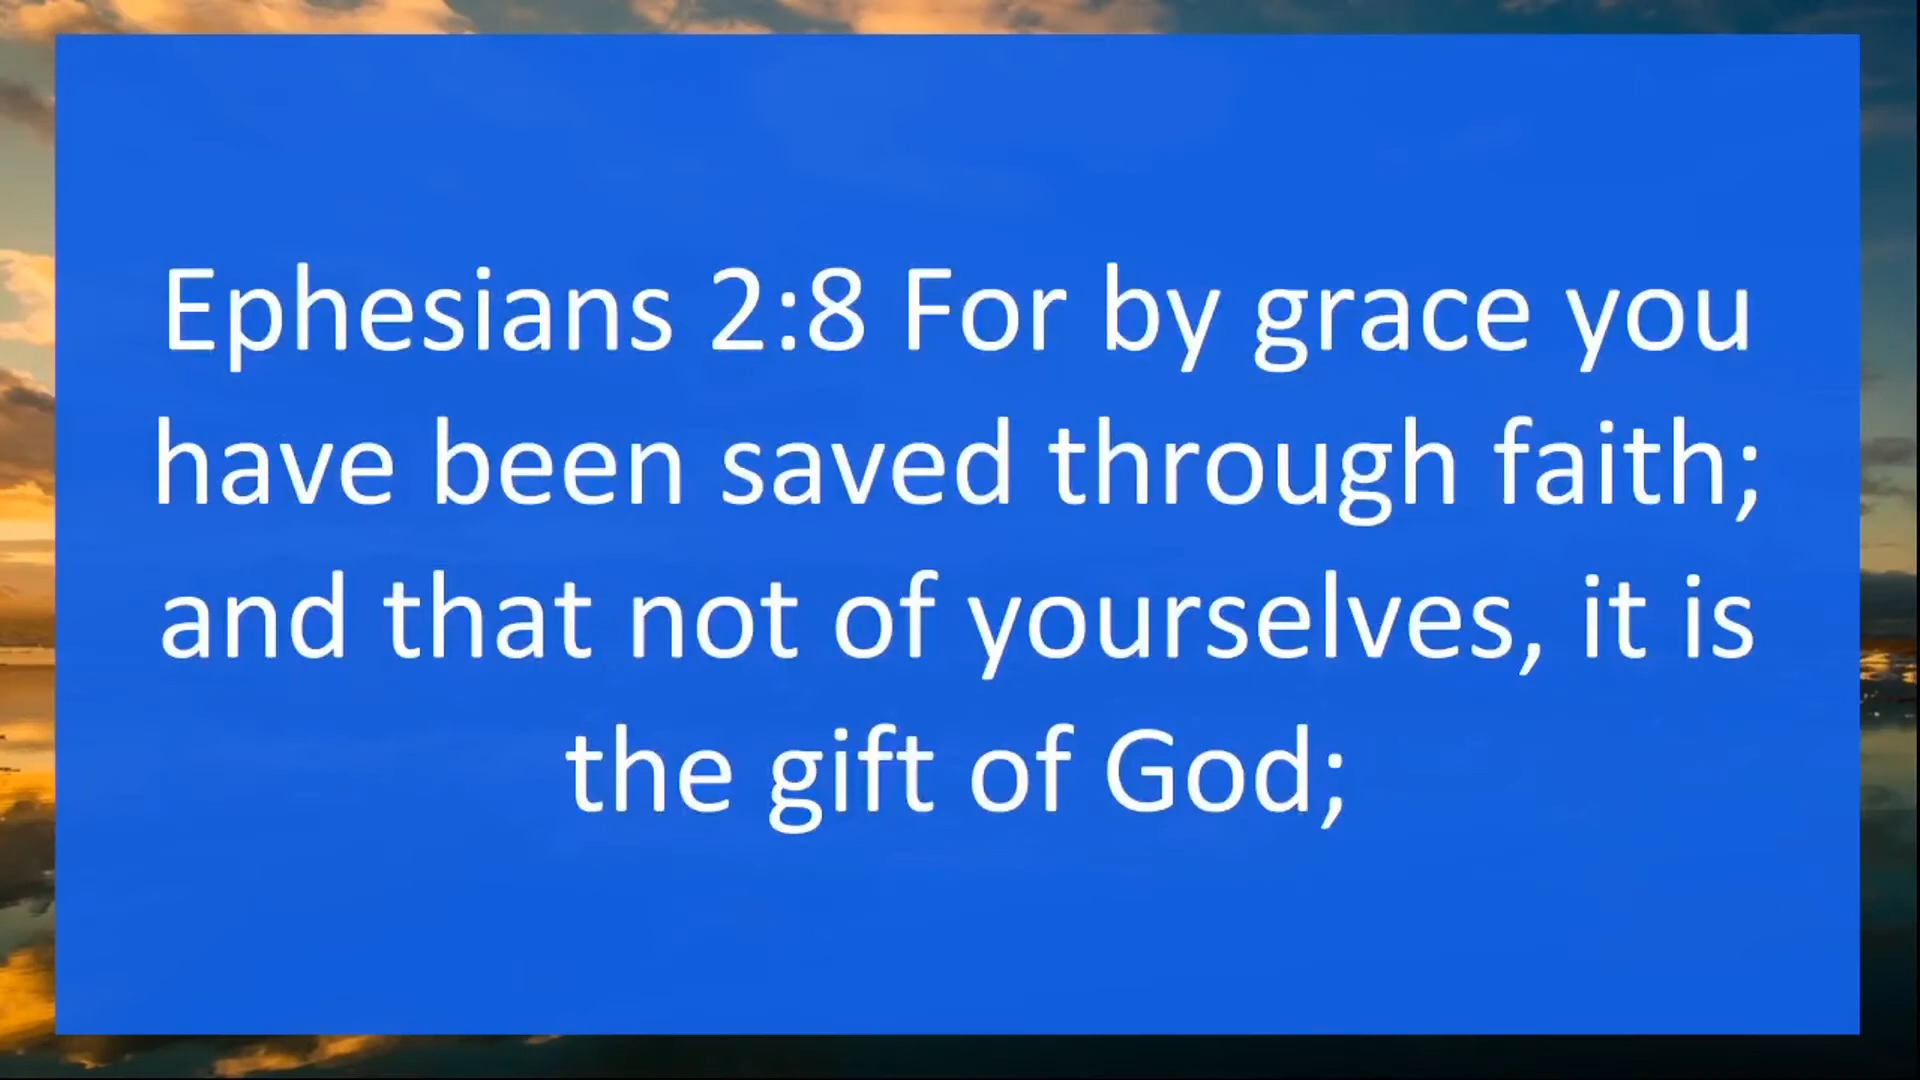 Ephesians 2:8 For by grace you
have been saved through faith;
and that not of yourselves, it is
the gift of God;